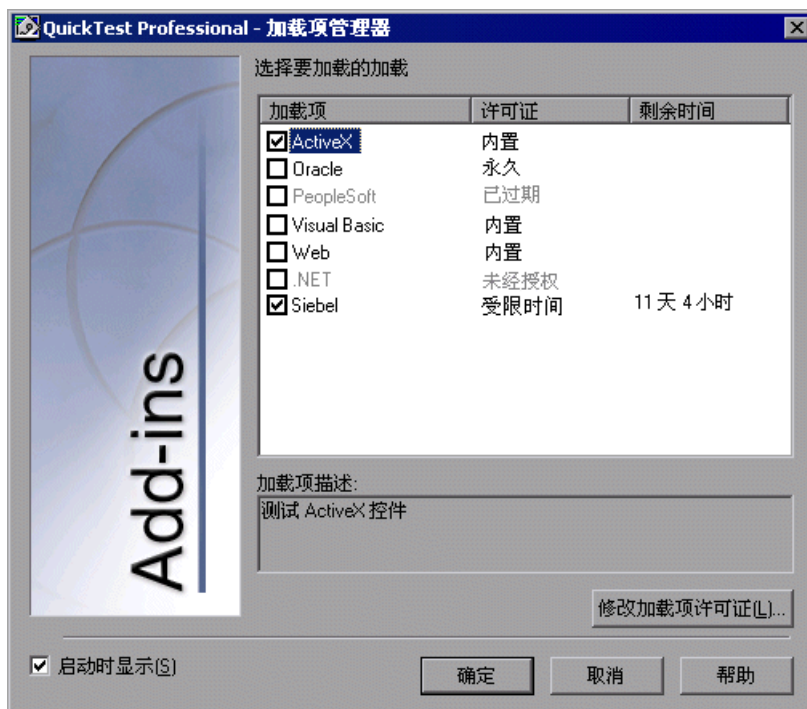 QuickTest Professional - 加载项管理器
选择要加载的加载
加载项 许可证 剩余时间
ActiveX 内置
Oracle 永久
PeopleSoft 已过期
Visual Basic 内置
Web 内置
.NET 未经授权
Siebel 受限时间 11 天 4 小时
Add-ins
加载项描述:
测试 ActiveX 控件
修改加载项许可证(L)...
启动时显示(S)
确定 取消 帮助